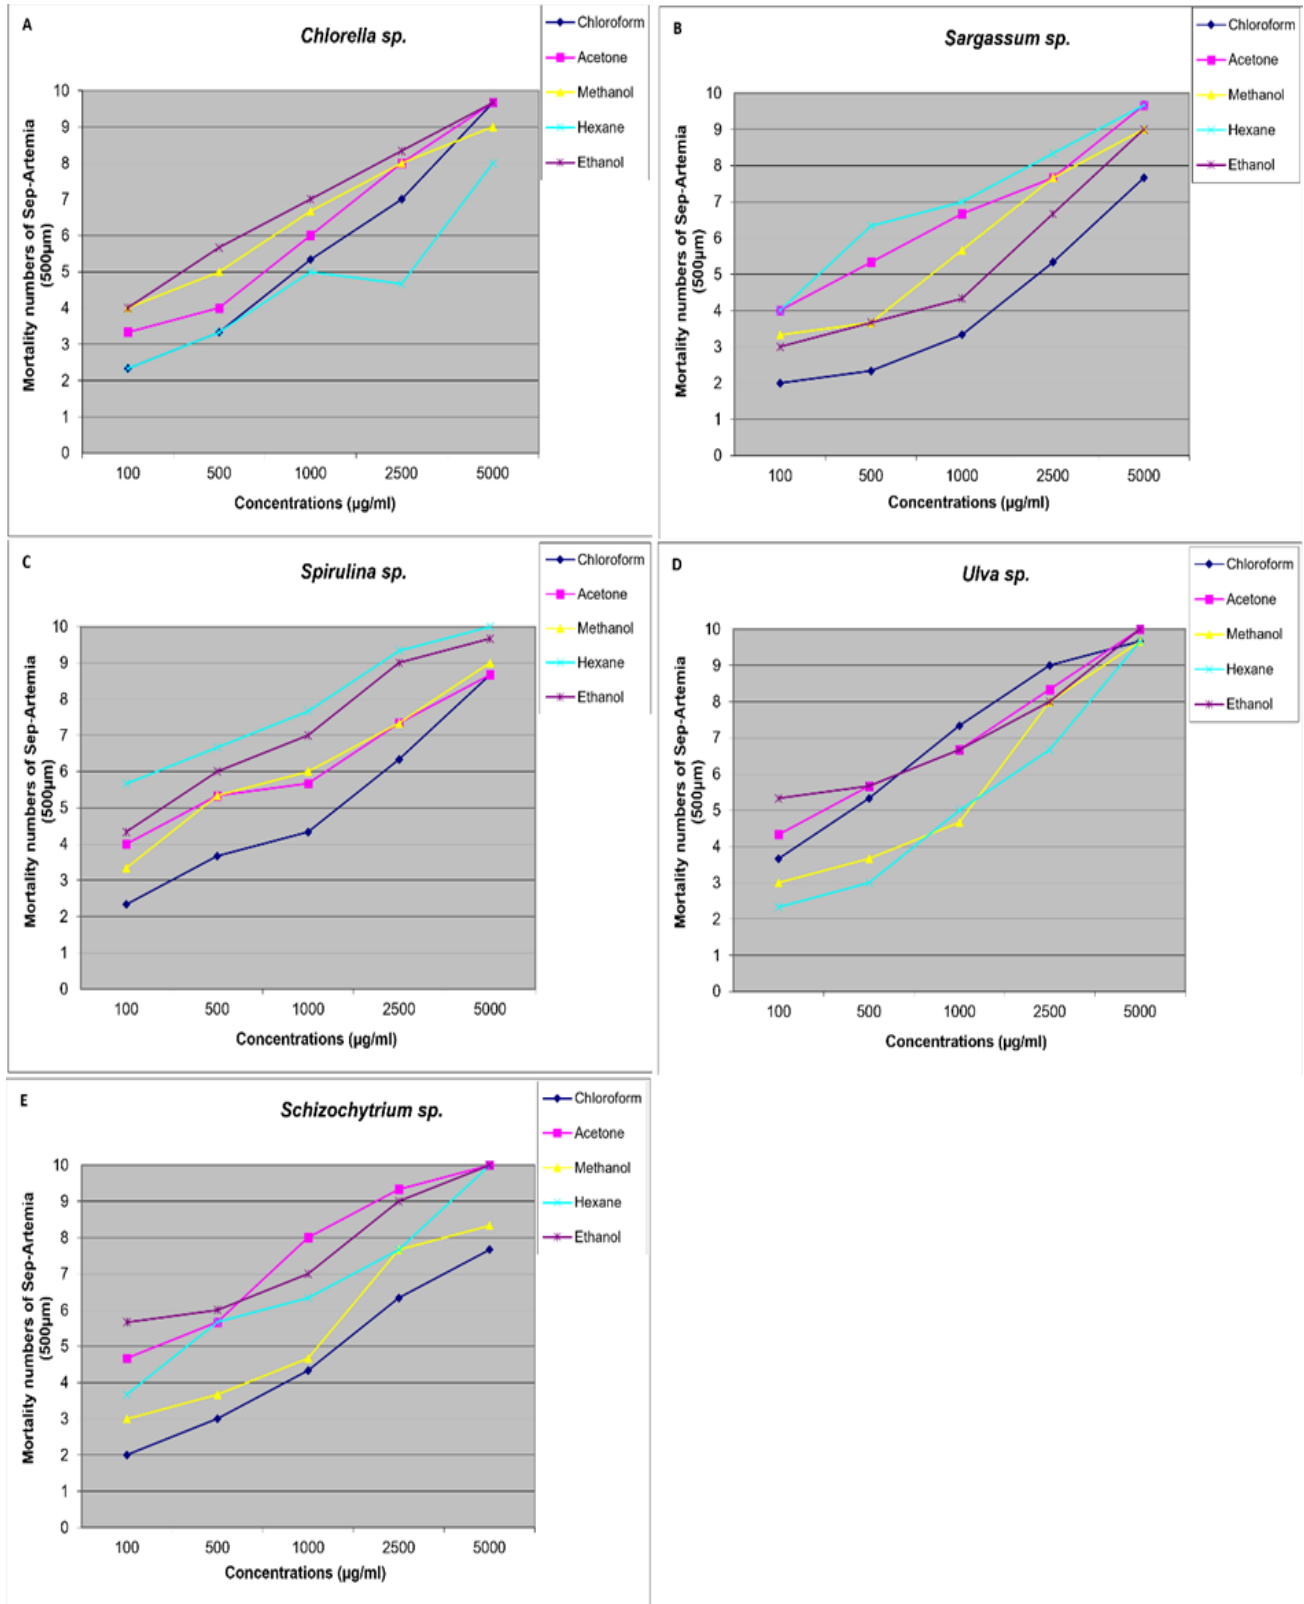 A
Chlorella sp.
Chloroform
Acetone
Methanol
Hexane
Ethanol
Mortality numbers of Sep-Artemia
(500µm)
10
9
8
7
6
5
4
3
2
1
0
100 500 1000 2500 5000
Concentrations (µg/ml)
B
Sargassum sp.
Chloroform
Acetone
Methanol
Hexane
Ethanol
Mortality numbers of Sep-Artemia
(500µm)
10
9
8
7
6
5
4
3
2
1
0
100 500 1000 2500 5000
Concentrations (µg/ml)
C
Spirulina sp.
Chloroform
Acetone
Methanol
Hexane
Ethanol
Mortality numbers of Sep-Artemia
(500µm)
10
9
8
7
6
5
4
3
2
1
0
100 500 1000 2500 5000
Concentrations (µg/ml)
D
Ulva sp.
Chloroform
Acetone
Methanol
Hexane
Ethanol
Mortality numbers of Sep-Artemia
(500µm)
10
9
8
7
6
5
4
3
2
1
0
100 500 1000 2500 5000
Concentrations (µg/ml)
E
Schizochytrium sp.
Chloroform
Acetone
Methanol
Hexane
Ethanol
Mortality numbers of Sep-Artemia
(500µm)
10
9
8
7
6
5
4
3
2
1
0
100 500 1000 2500 5000
Concentrations (µg/ml)